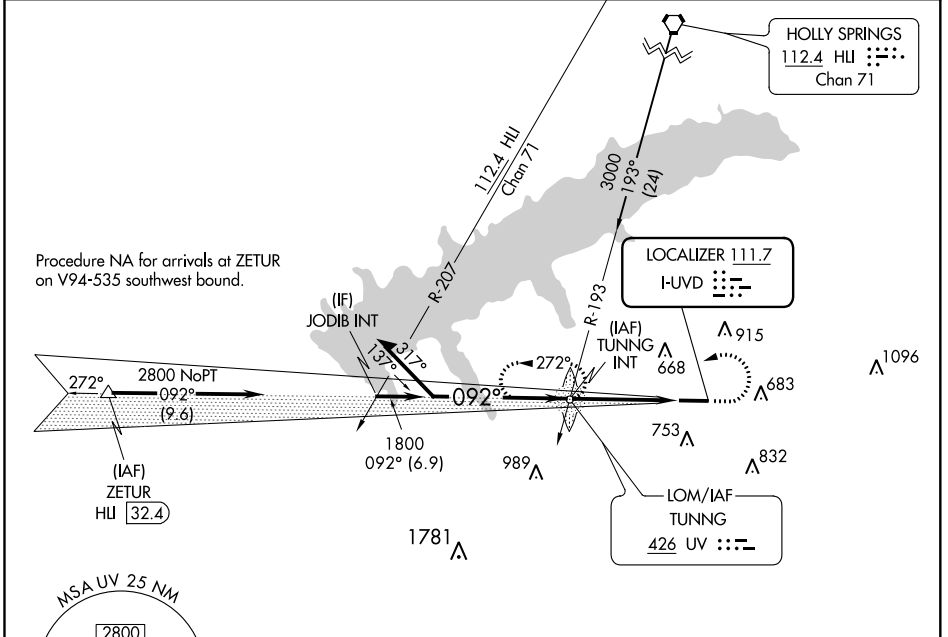 HOLLY SPRINGS
112.4 HLI
Chan 71
112.4 HLI
Chan 71
R-207
3000
193°
(24)
R-193
LOCALIZER 111.7
I-UVD
Procedure NA for arrivals at ZETUR
on V94-535 southwest bound.
(IF)
JODIB INT
(IAF)
TUNNG
INT
915
668
1096
683
753
832
989
1781
317°
137°
272°
272°
2800 NoPT
092°
(9.6)
092°
1800
092° (6.9)
(IAF)
ZETUR
HLI 32.4
LOM/IAF
TUNNG
426 UV
MSA UV 25 NM
2800